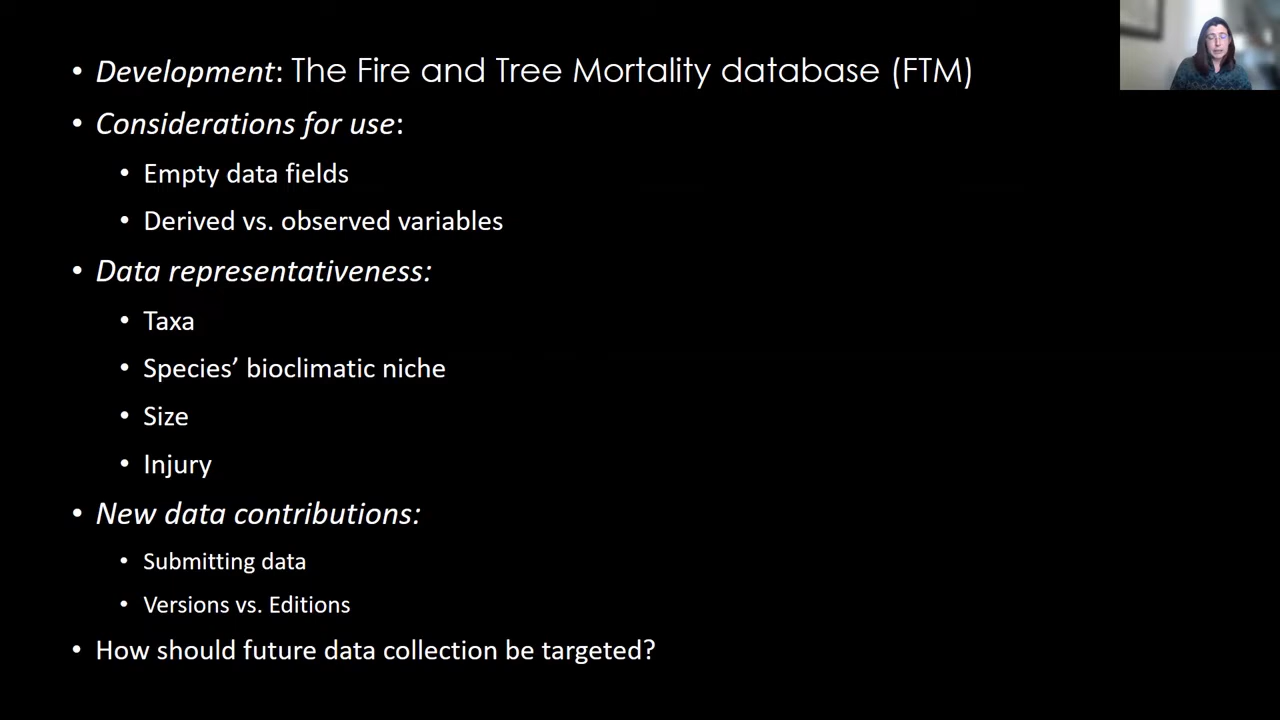 • Development: The Fire and Tree Mortality database (FTM)
• Considerations for use:
• Empty data fields
• Derived vs. observed variables
• Data representativeness:
• Taxa
• Species’ bioclimatic niche
• Size
• Injury
• New data contributions:
• Submitting data
• Versions vs. Editions
• How should future data collection be targeted?